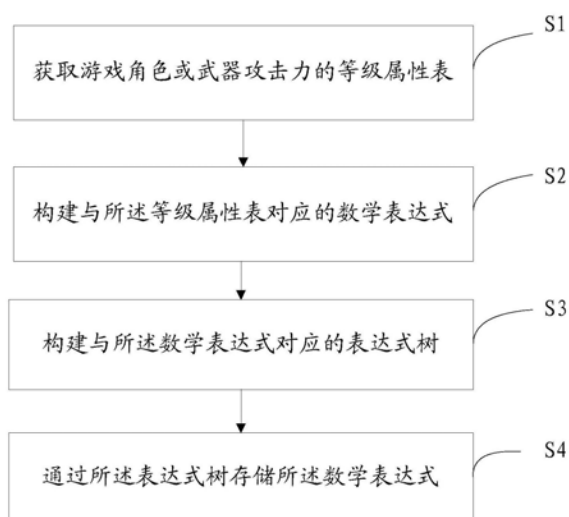 S1
获取游戏角色或武器攻击力的等级属性表
S2
构建与所述等级属性表对应的数学表达式
S3
构建与所述数学表达式对应的表达式树
S4
通过所述表达式树存储所述数学表达式